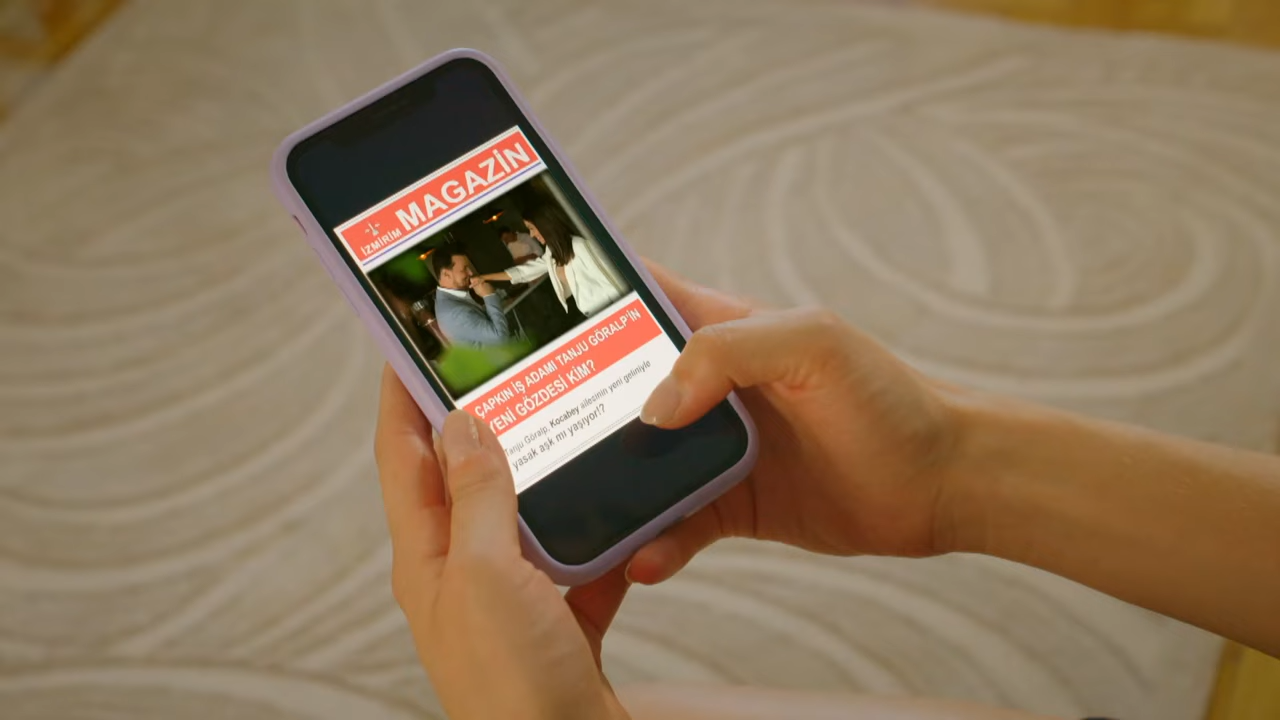 İZMİRİM MAGAZİN
ÇAPKIN İŞ ADAMI TANJU GÖRALP'İN
YENİ GÖZDESİ KİM?
Tanju Göralp, Kocabey ailesinin yeni geliniyle
yasak aşk mı yaşıyor!?